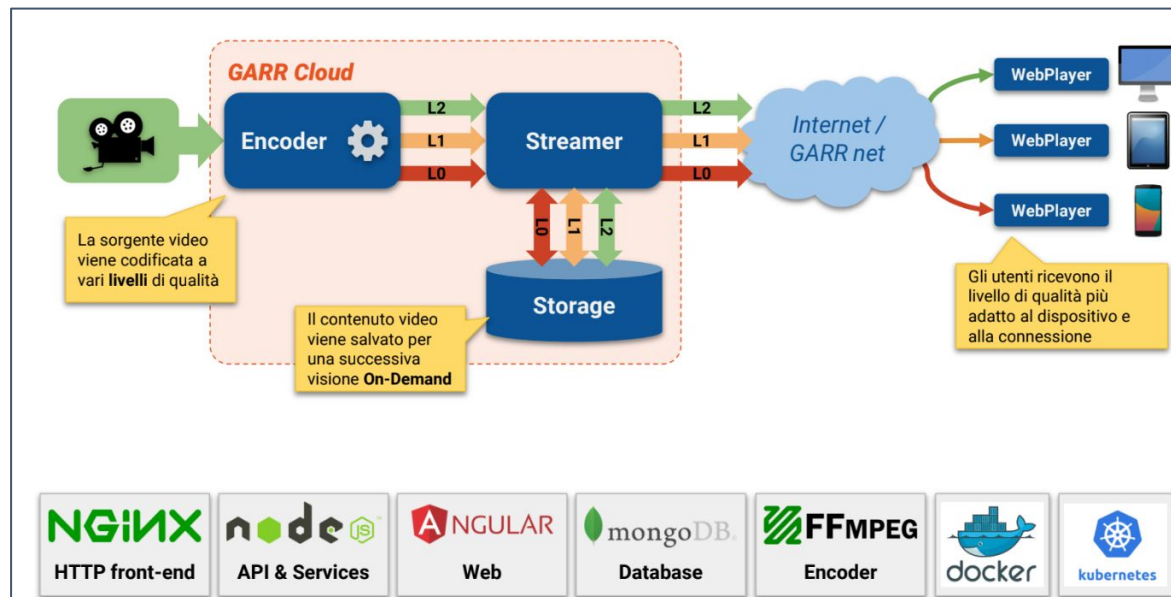 GARR Cloud
Encoder
L2
L1
L0
Streamer
L2
L1
L0
Internet /
GARR net
WebPlayer
WebPlayer
WebPlayer
La sorgente video
viene codificata a
vari livelli di qualità
L0
L1
L2
Storage
Il contenuto video
viene salvato per
una successiva
visione On-Demand
Gli utenti ricevono il
livello di qualità più
adatto al dispositivo e
alla connessione
NGiNX
HTTP front-end
node JS
API & Services
A NGULAR
Web
mongoDB®
Database
FFMPEG
Encoder
docker
kubernetes